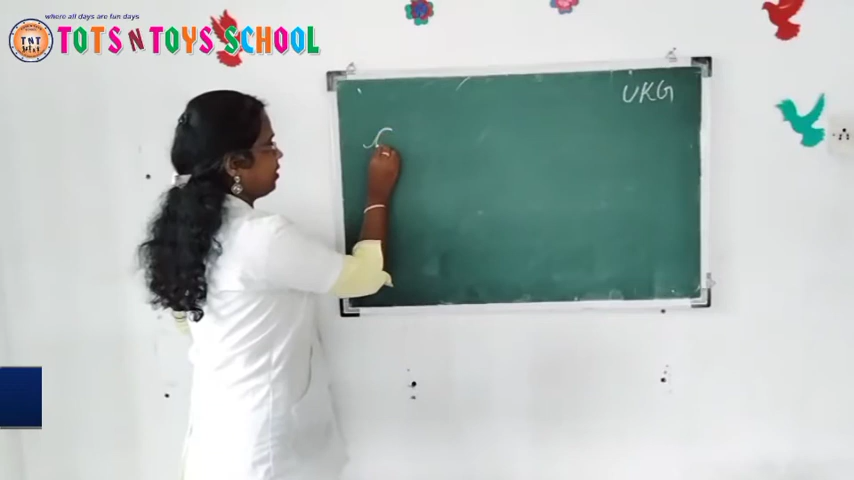 where all days are fun days
TNT
TOTS N TOYS SCHOOL
UKG